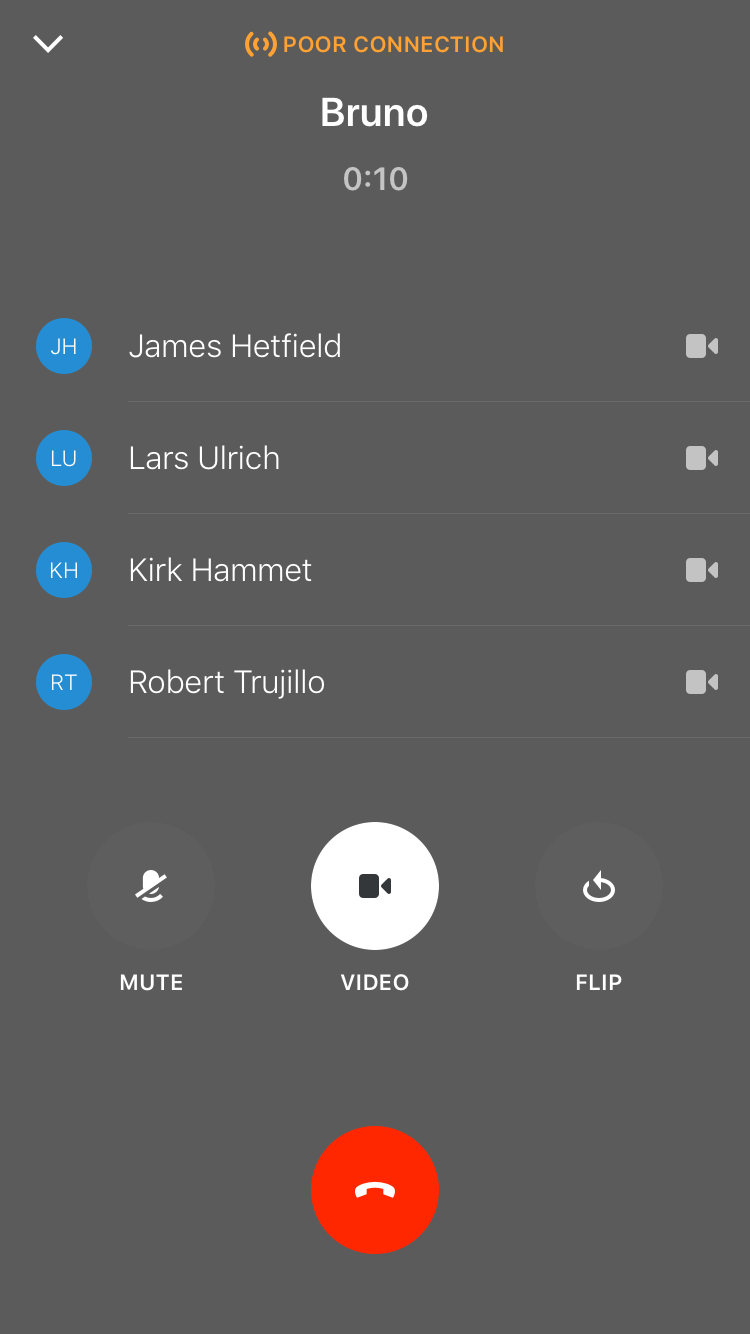 POOR CONNECTION
Bruno
0:10
JH James Hetfield
LU Lars Ulrich
KH Kirk Hammet
RT Robert Trujillo
MUTE VIDEO FLIP